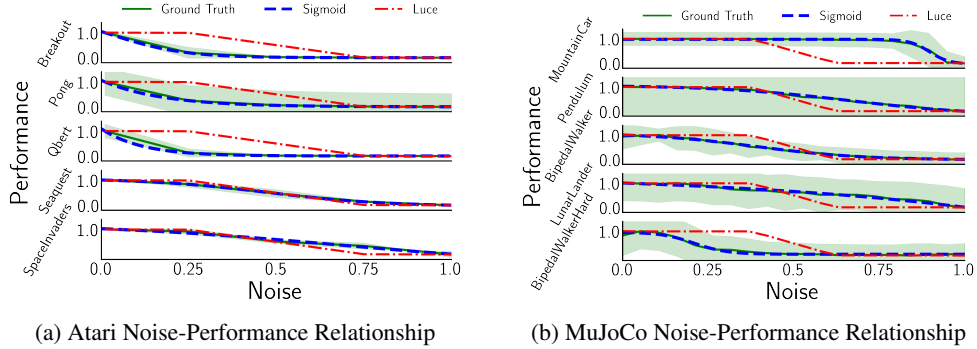 Ground Truth Sigmoid Luce
Performance
Breakout
1.0
0.0
Pong
1.0
0.0
Qbert
1.0
0.0
Seaquest
1.0
0.0
SpaceInvaders
1.0
0.0
0.0 0.25 0.5 0.75 1.0
Noise
(a) Atari Noise-Performance Relationship
Ground Truth Sigmoid Luce
Performance
MountainCar
1.0
0.0
Pendulum
1.0
0.0
BipedalWalker
1.0
0.0
LunarLander
1.0
0.0
BipedalWalkerHard
1.0
0.0
0.0 0.25 0.5 0.75 1.0
Noise
(b) MuJoCo Noise-Performance Relationship